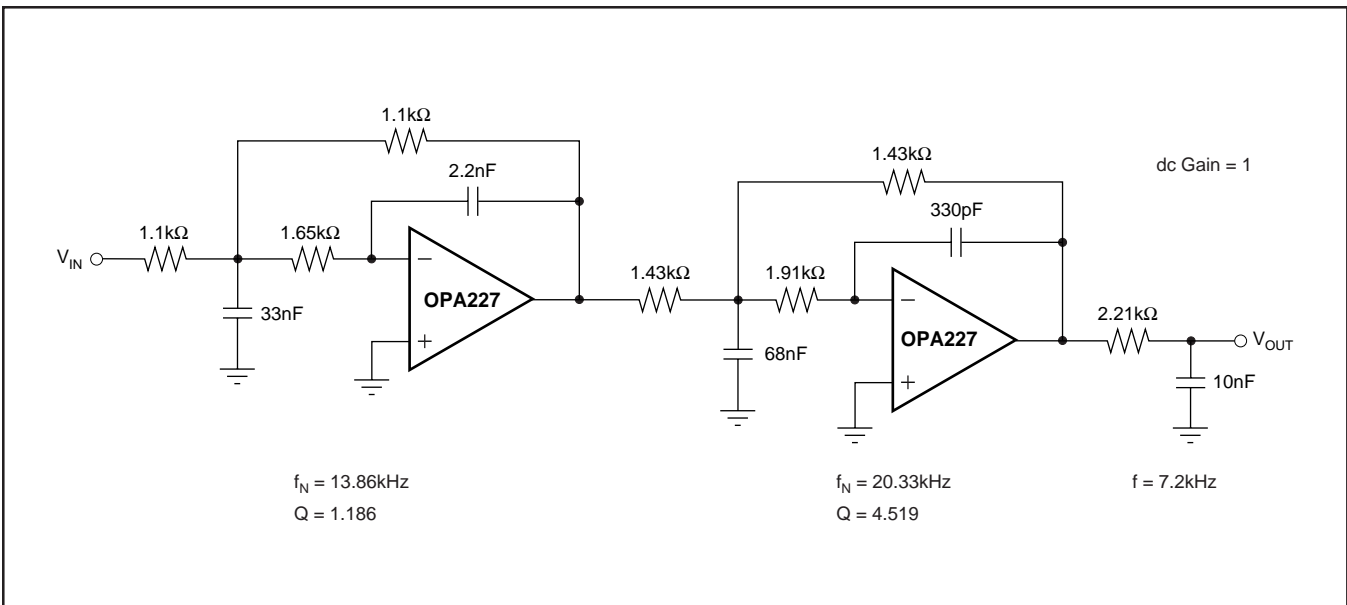 1.1kΩ
2.2nF
1.1kΩ
1.65kΩ
V_IN
33nF
OPA227
1.43kΩ
330pF
1.43kΩ
1.91kΩ
68nF
OPA227
2.21kΩ
V_OUT
10nF
dc Gain = 1
f_N = 13.86kHz
Q = 1.186
f_N = 20.33kHz
Q = 4.519
f = 7.2kHz